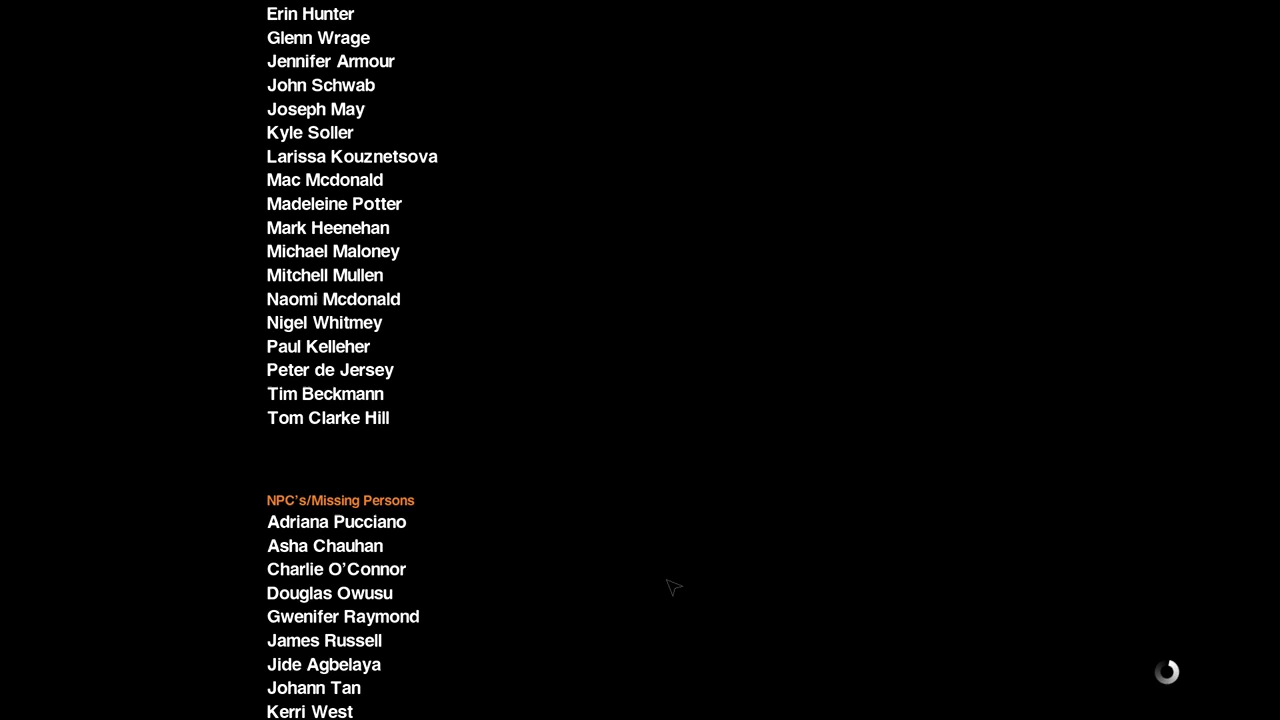 Erin Hunter
Glenn Wrage
Jennifer Armour
John Schwab
Joseph May
Kyle Soller
Larissa Kouznetsova
Mac Mcdonald
Madeleine Potter
Mark Heenehan
Michael Maloney
Mitchell Mullen
Naomi Mcdonald
Nigel Whitmey
Paul Kelleher
Peter de Jersey
Tim Beckmann
Tom Clarke Hill
NPC’s/Missing Persons
Adriana Pucciano
Asha Chauhan
Charlie O’Connor
Douglas Owusu
Gwenifer Raymond
James Russell
Jide Agbelaya
Johann Tan
Kerri West